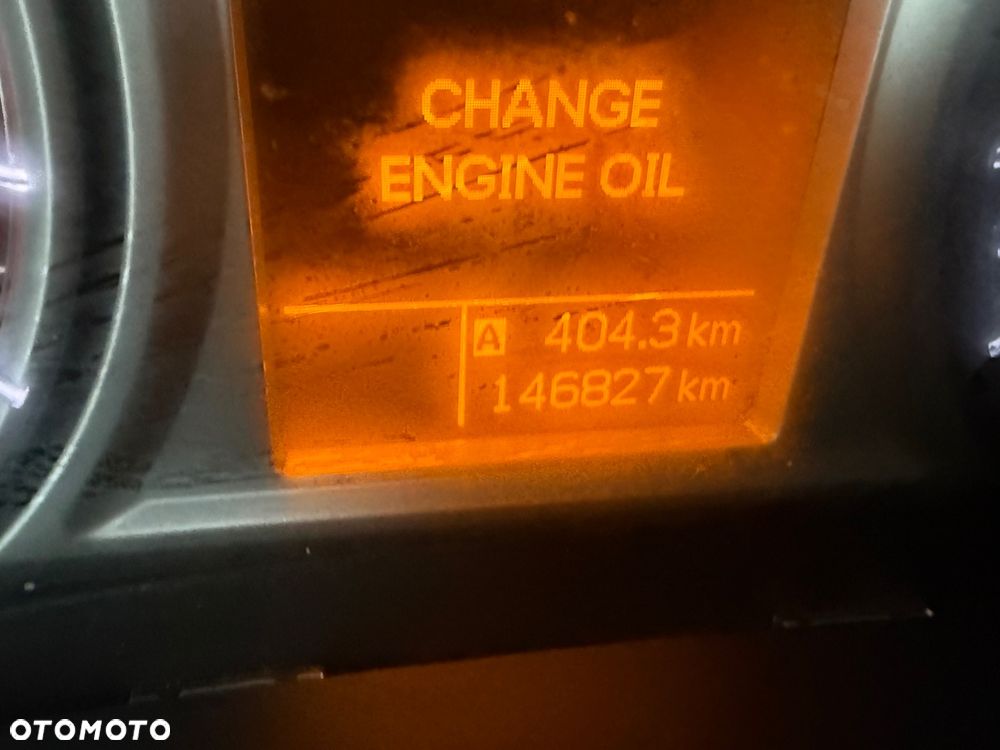 CHANGE
ENGINE OIL
A 404.3 km
146827 km
OTOMOTO